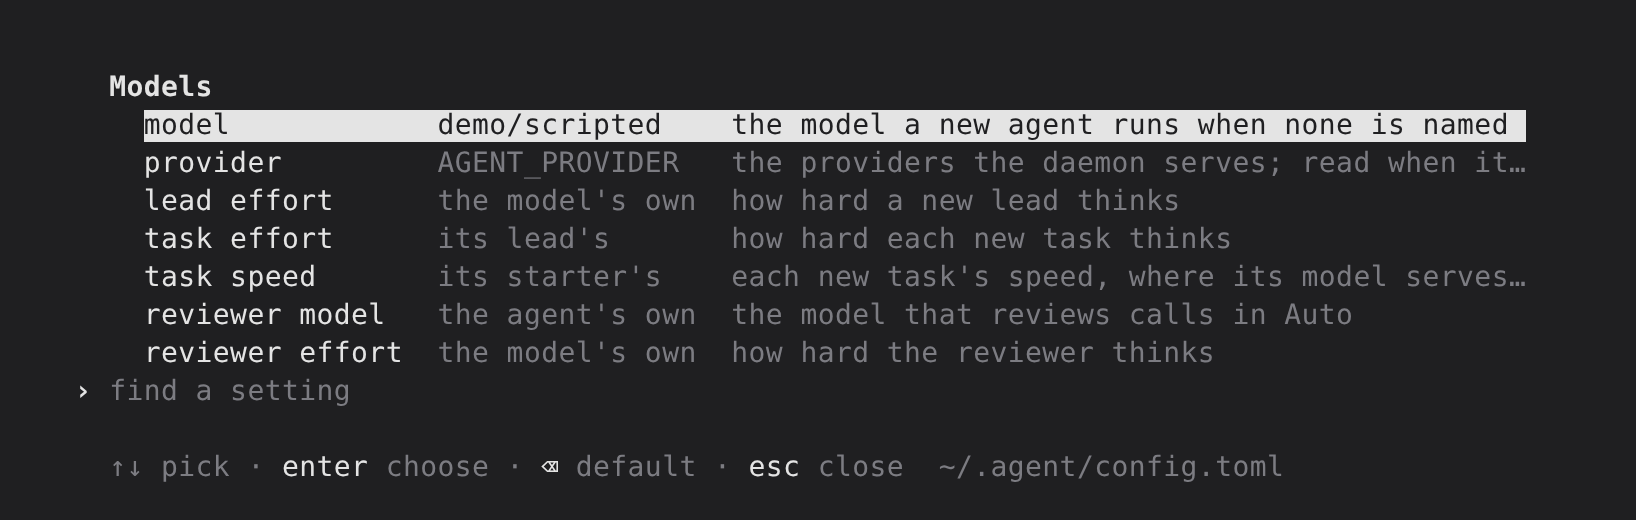 Models
model demo/scripted the model a new agent runs when none is named
provider AGENT_PROVIDER the providers the daemon serves; read when it…
lead effort the model's own how hard a new lead thinks
task effort its lead's how hard each new task thinks
task speed its starter's each new task's speed, where its model serves…
reviewer model the agent's own the model that reviews calls in Auto
reviewer effort the model's own how hard the reviewer thinks
› find a setting
↑↓ pick · enter choose · ⌫ default · esc close ~/.agent/config.toml